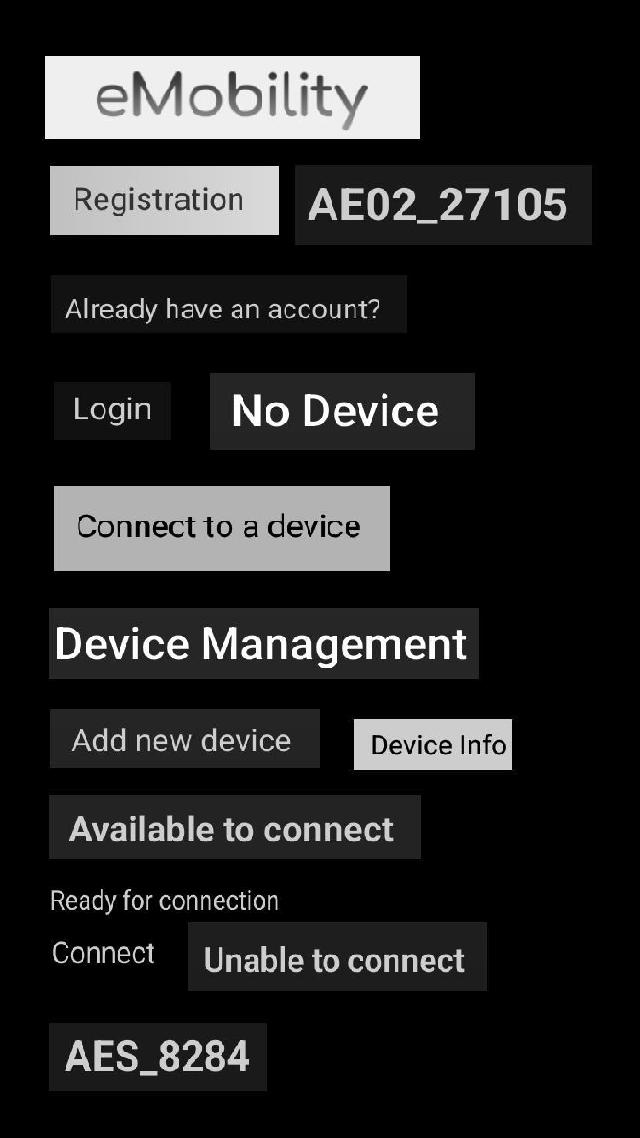 eMobility
Registration
AE02_27105
Already have an account?
Login
No Device
Connect to a device
Device Management
Add new device
Device Info
Available to connect
Ready for connection
Connect
Unable to connect
AES_8284